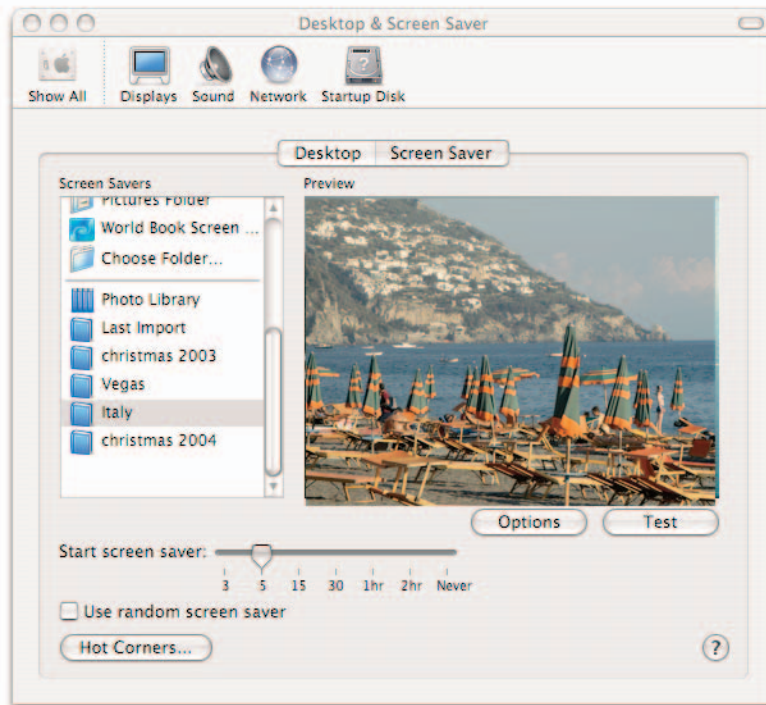 Desktop & Screen Saver
Show All
Displays
Sound
Network
Startup Disk
Desktop
Screen Saver
Screen Savers
Preview
Pictures Folder
World Book Screen ...
Choose Folder...
Photo Library
Last Import
christmas 2003
Vegas
Italy
christmas 2004
Options
Test
Start screen saver:
3 5 15 30 1hr 2hr Never
Use random screen saver
Hot Corners...
?